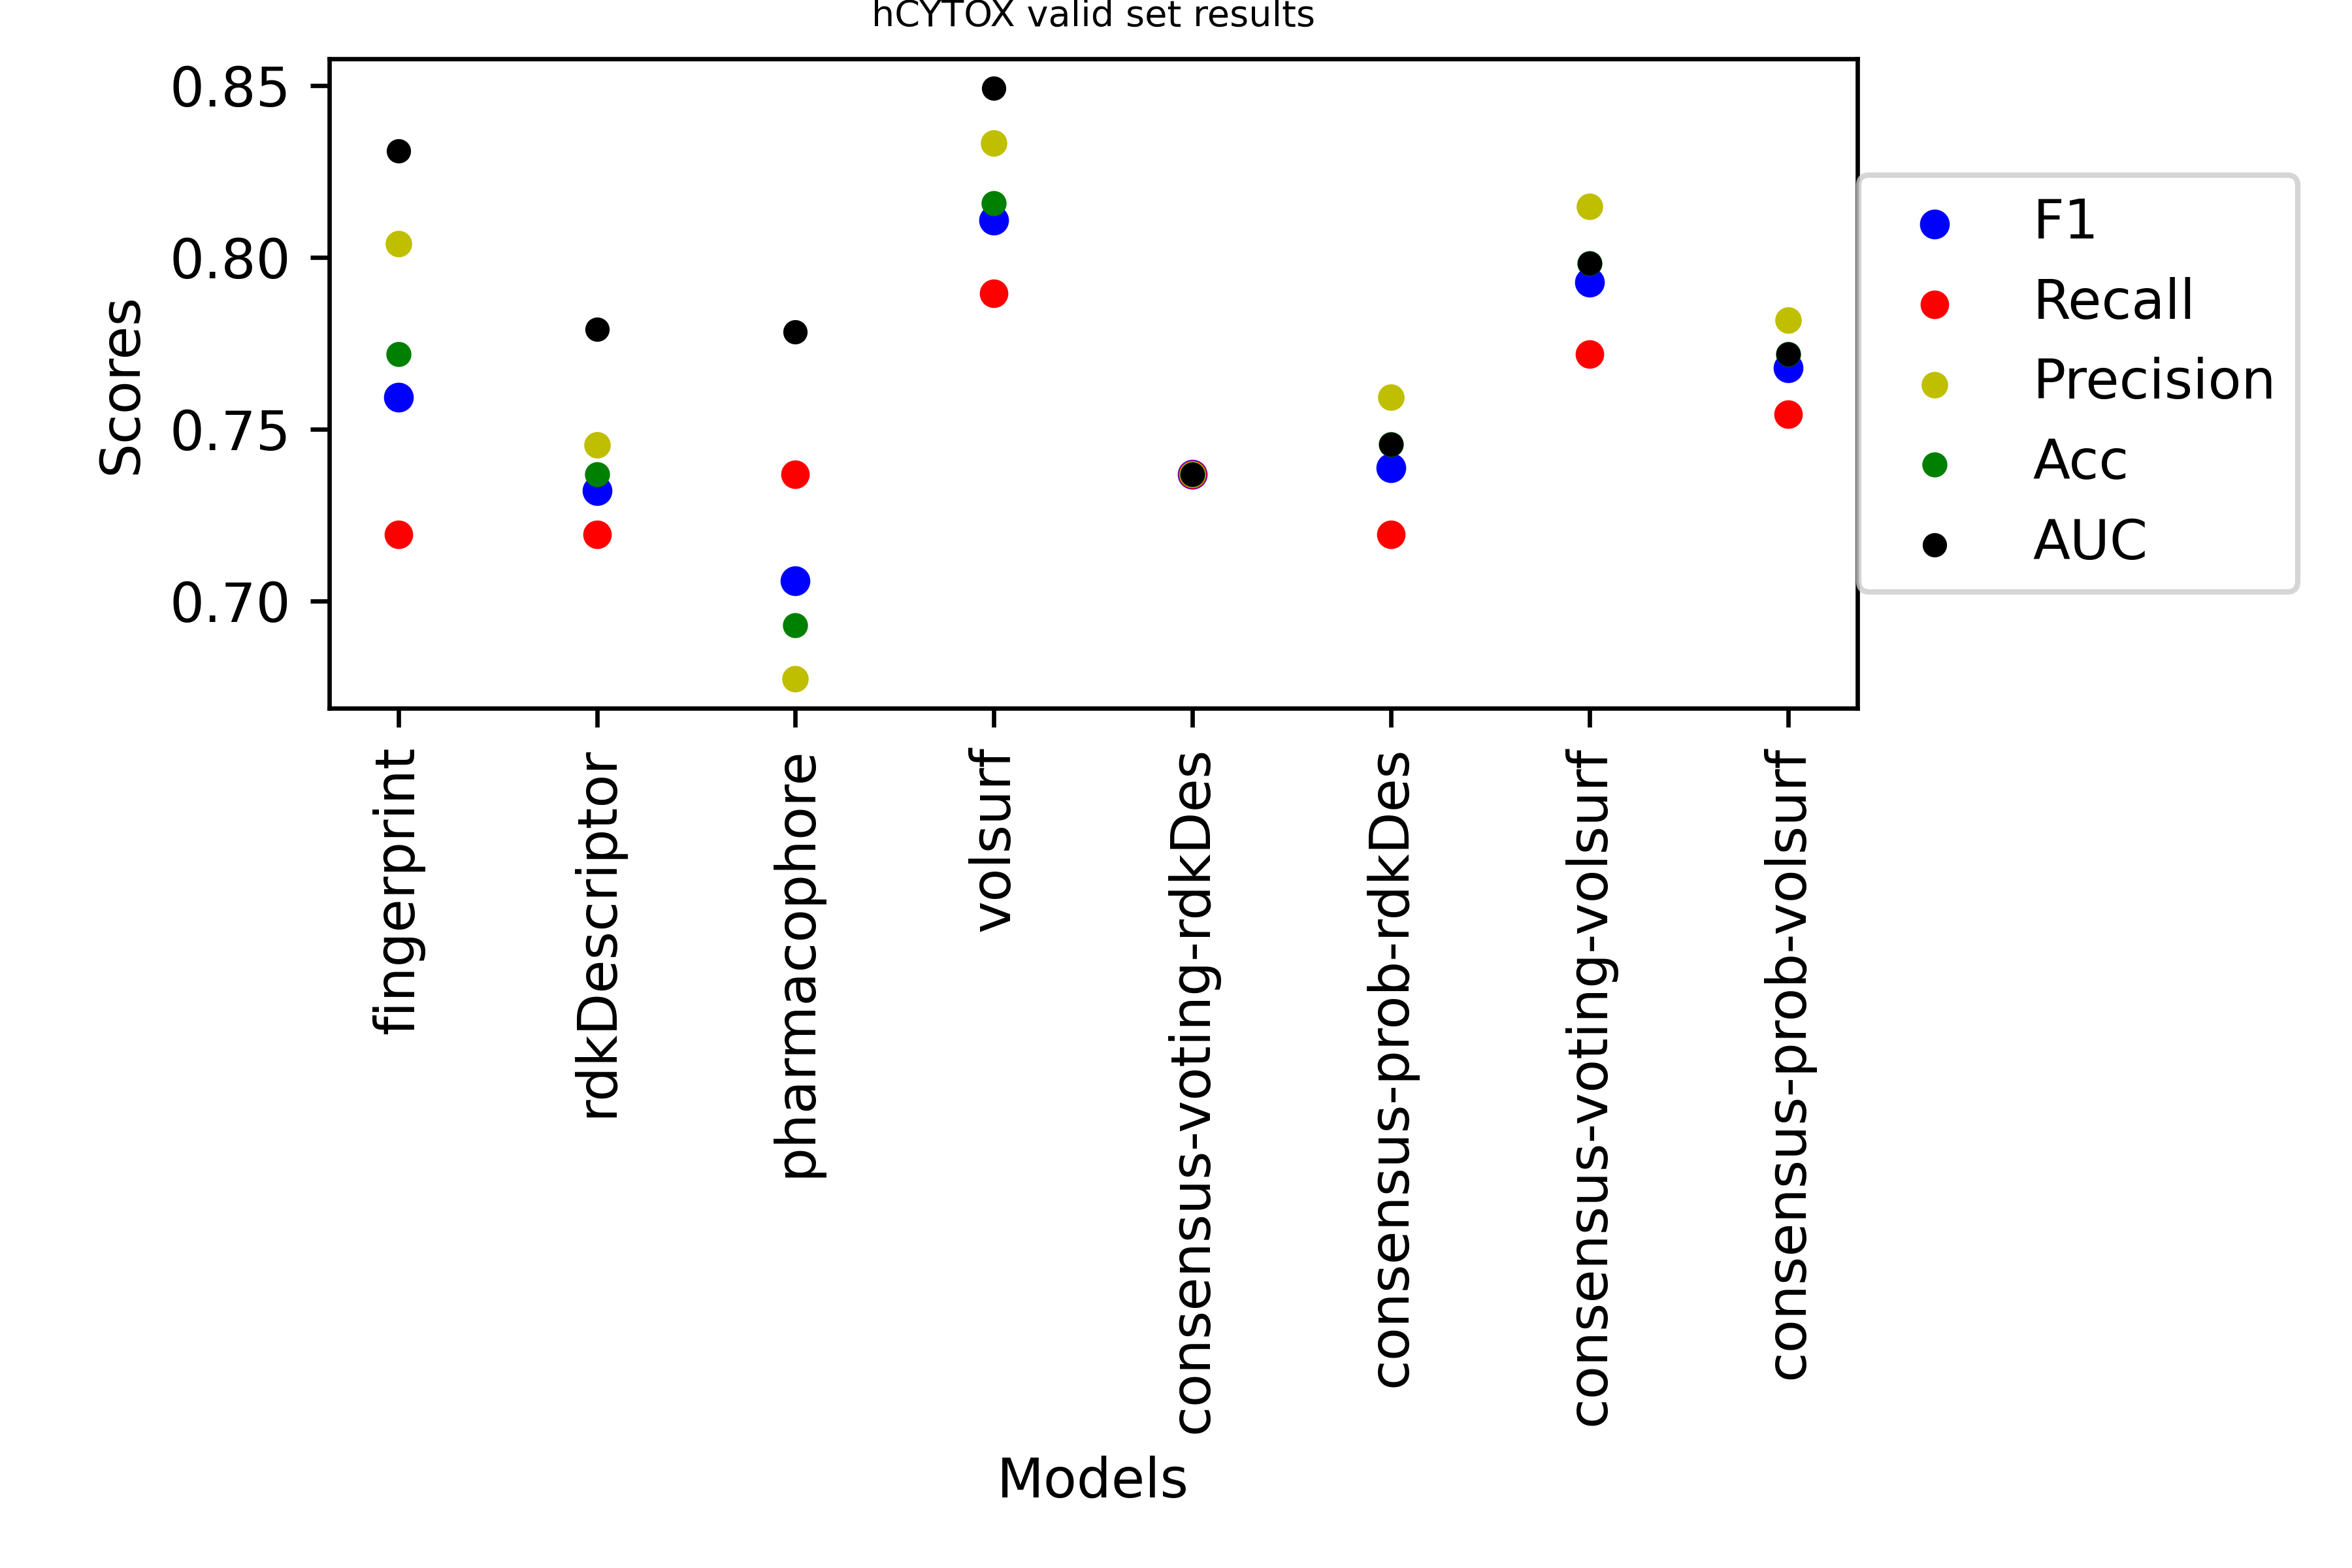 hCYTOX valid set results
Scores
0.85
0.80
0.75
0.70
F1
Recall
Precision
Acc
AUC
fingerprint
rdkDescriptor
pharmacophore
volsurf
consensus-voting-rdkDes
consensus-prob-rdkDes
consensus-voting-volsurf
consensus-prob-volsurf
Models